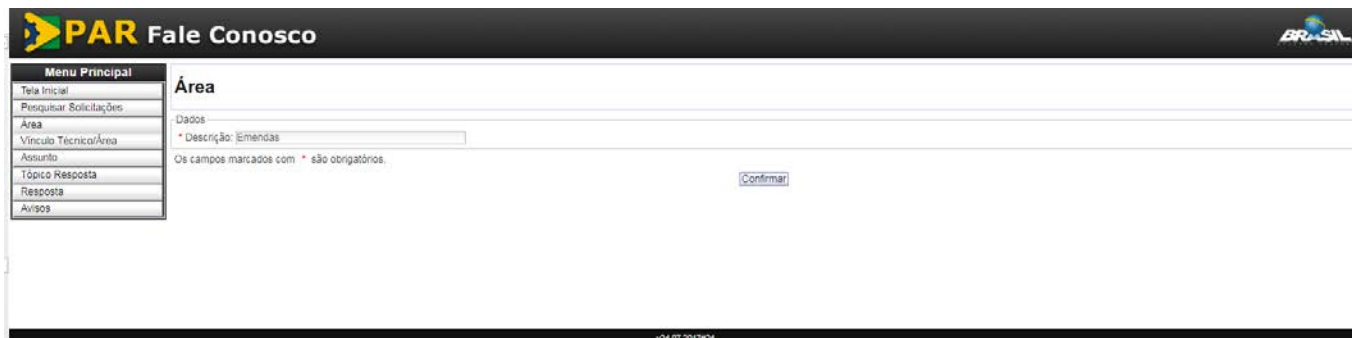 PAR Fale Conosco
BRASIL
Menu Principal
Tela Inicial
Pesquisar Solicitações
Área
Vínculo Técnico/Área
Assunto
Tópico Resposta
Resposta
Avisos
Área
Dados
* Descrição: Emendas
Os campos marcados com * são obrigatórios.
Confirmar